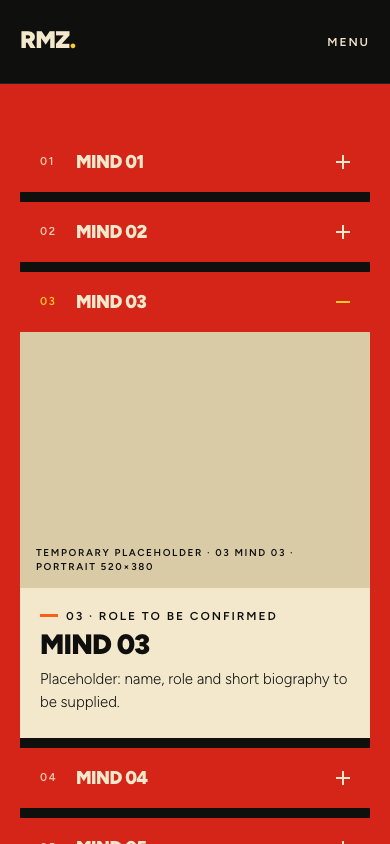 RMZ.
MENU
01 MIND 01
02 MIND 02
03 MIND 03
TEMPORARY PLACEHOLDER · 03 MIND 03 ·
PORTRAIT 520×380
03 · ROLE TO BE CONFIRMED
MIND 03
Placeholder: name, role and short biography to
be supplied.
04 MIND 04